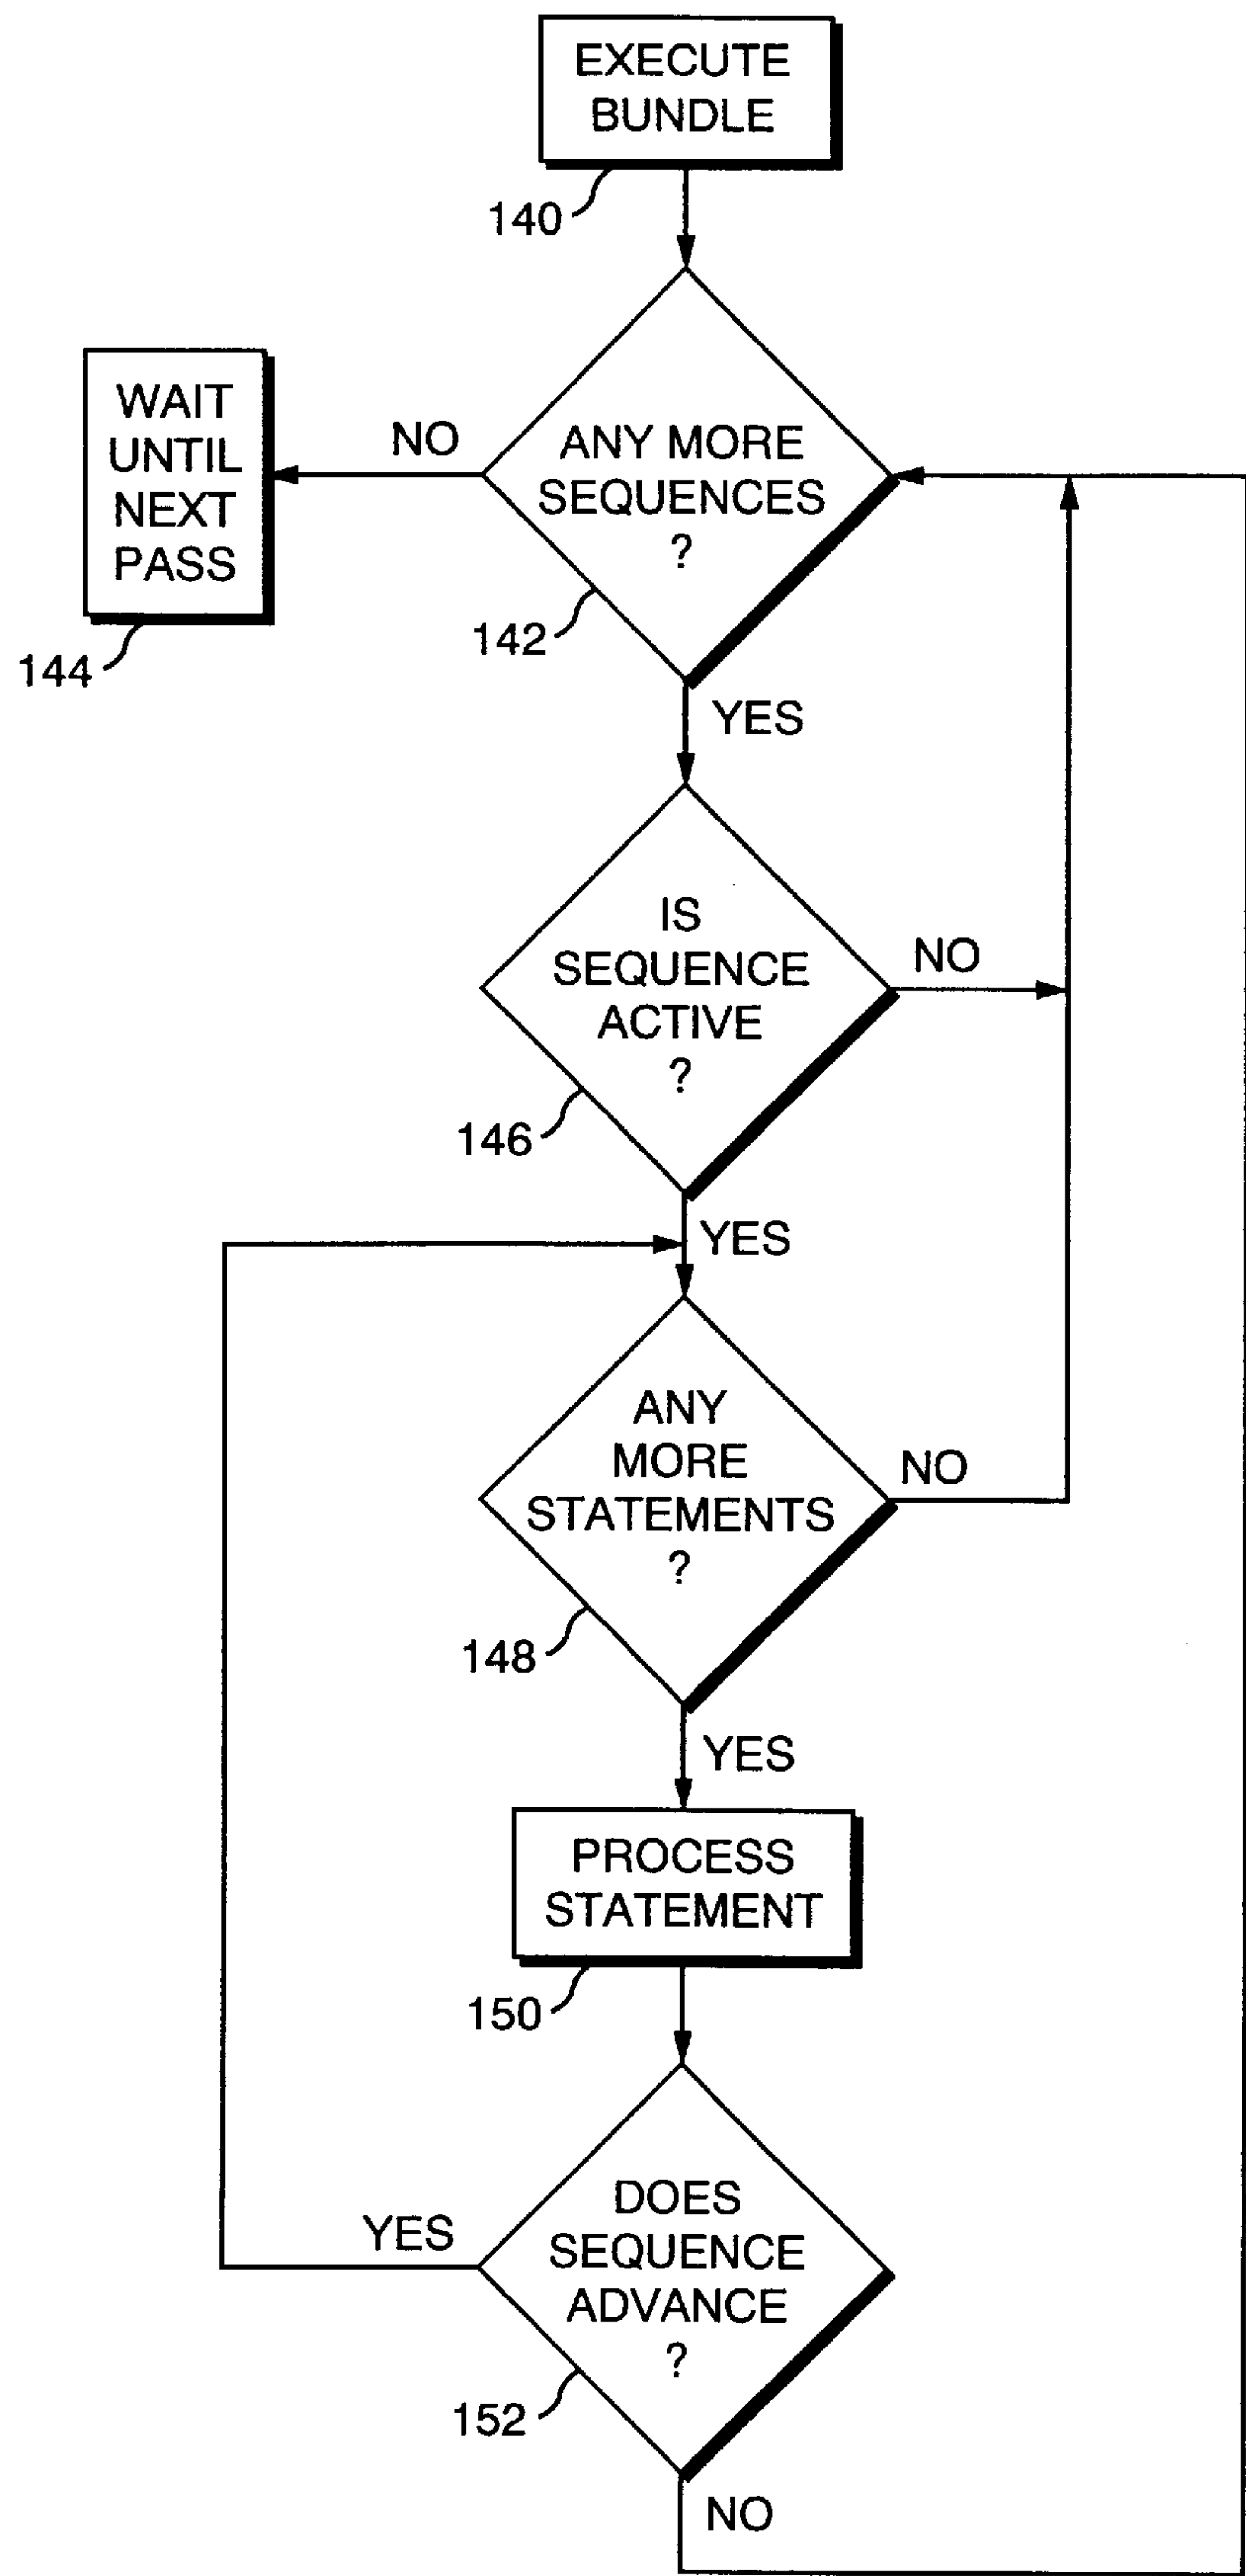 EXECUTE
BUNDLE
140
WAIT
UNTIL
NEXT
PASS
144
NO
ANY MORE
SEQUENCES
?
142
YES
IS
SEQUENCE
ACTIVE
?
NO
146
YES
ANY
MORE
STATEMENTS
?
NO
148
YES
PROCESS
STATEMENT
150
DOES
SEQUENCE
ADVANCE
?
YES
152
NO